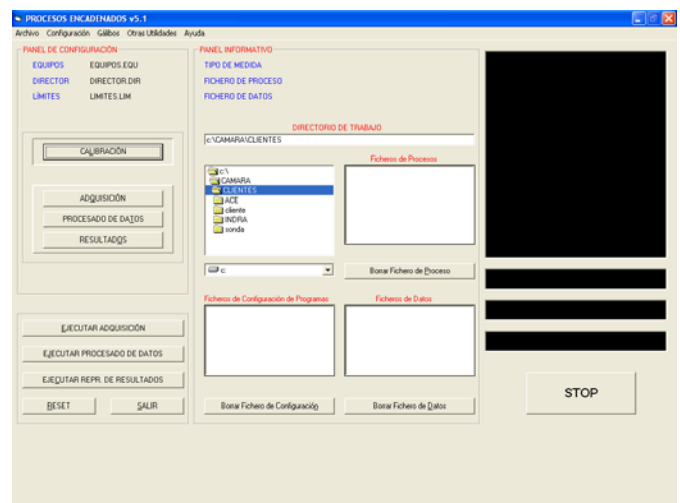 PROCESOS ENCADENADOS v5.1
Archivo Configuración Gálibos Otras Utilidades Ayuda
PANEL DE CONFIGURACIÓN
EQUIPOS EQUIPOS.EQU
DIRECTOR DIRECTOR.DIR
LÍMITES LIMITES.LIM
CALIBRACIÓN
ADQUISICIÓN
PROCESADO DE DATOS
RESULTADOS
EJECUTAR ADQUISICIÓN
EJECUTAR PROCESADO DE DATOS
EJECUTAR REPR. DE RESULTADOS
RESET SALIR
PANEL INFORMATIVO
TIPO DE MEDIDA
FICHERO DE PROCESO
FICHERO DE DATOS
DIRECTORIO DE TRABAJO
c:\CAMARA\CLIENTES
c:\
CAMARA
CLIENTES
ACE
cliente
INDRA
sonda
c:
Ficheros de Procesos
Borrar Fichero de Proceso
Ficheros de Configuración de Programas
Ficheros de Datos
Borrar Fichero de Configuración
Borrar Fichero de Datos
STOP